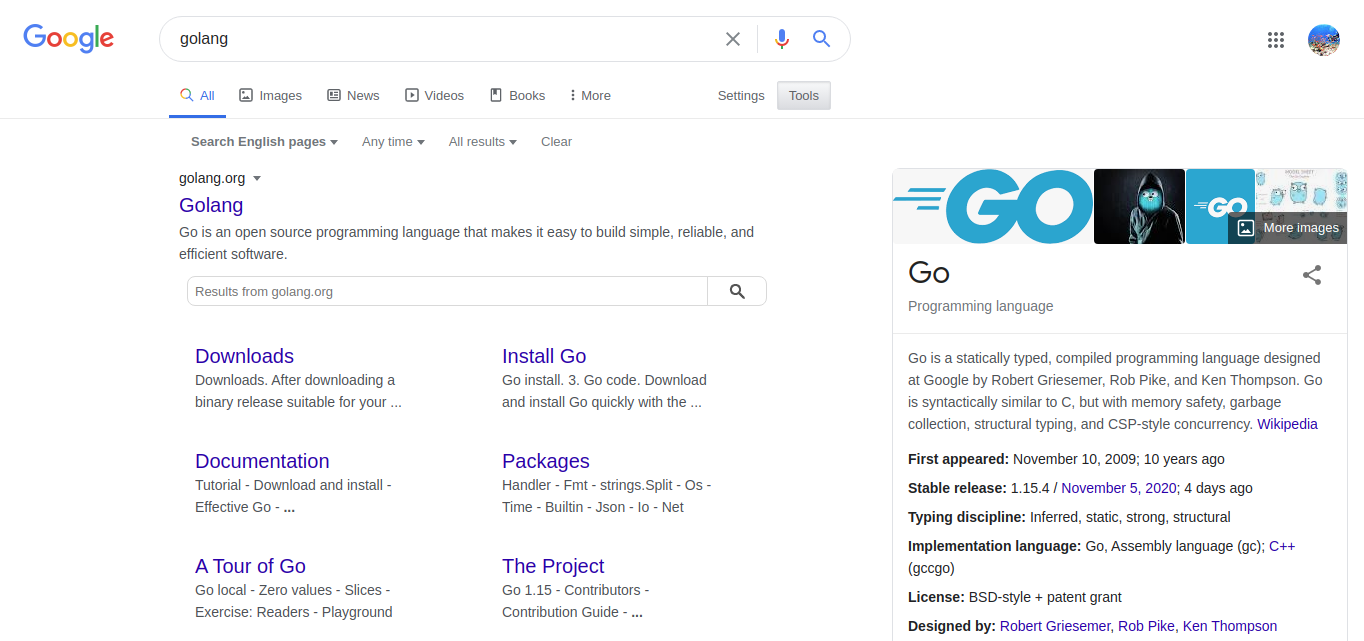 Google
golang
All
Images
News
Videos
Books
More
Settings
Tools
Search English pages
Any time
All results
Clear
golang.org
Golang
Go is an open source programming language that makes it easy to build simple, reliable, and
efficient software.
Results from golang.org
Downloads
Downloads. After downloading a
binary release suitable for your ...
Install Go
Go install. 3. Go code. Download
and install Go quickly with the ...
Documentation
Tutorial - Download and install -
Effective Go - ...
Packages
Handler - Fmt - strings.Split - Os -
Time - Builtin - Json - Io - Net
A Tour of Go
Go local - Zero values - Slices -
Exercise: Readers - Playground
The Project
Go 1.15 - Contributors -
Contribution Guide - ...
GO
GO
MODEL SHEET
More images
Go
Programming language
Go is a statically typed, compiled programming language designed
at Google by Robert Griesemer, Rob Pike, and Ken Thompson. Go
is syntactically similar to C, but with memory safety, garbage
collection, structural typing, and CSP-style concurrency. Wikipedia
First appeared: November 10, 2009; 10 years ago
Stable release: 1.15.4 / November 5, 2020; 4 days ago
Typing discipline: Inferred, static, strong, structural
Implementation language: Go, Assembly language (gc); C++
(gccgo)
License: BSD-style + patent grant
Designed by: Robert Griesemer, Rob Pike, Ken Thompson